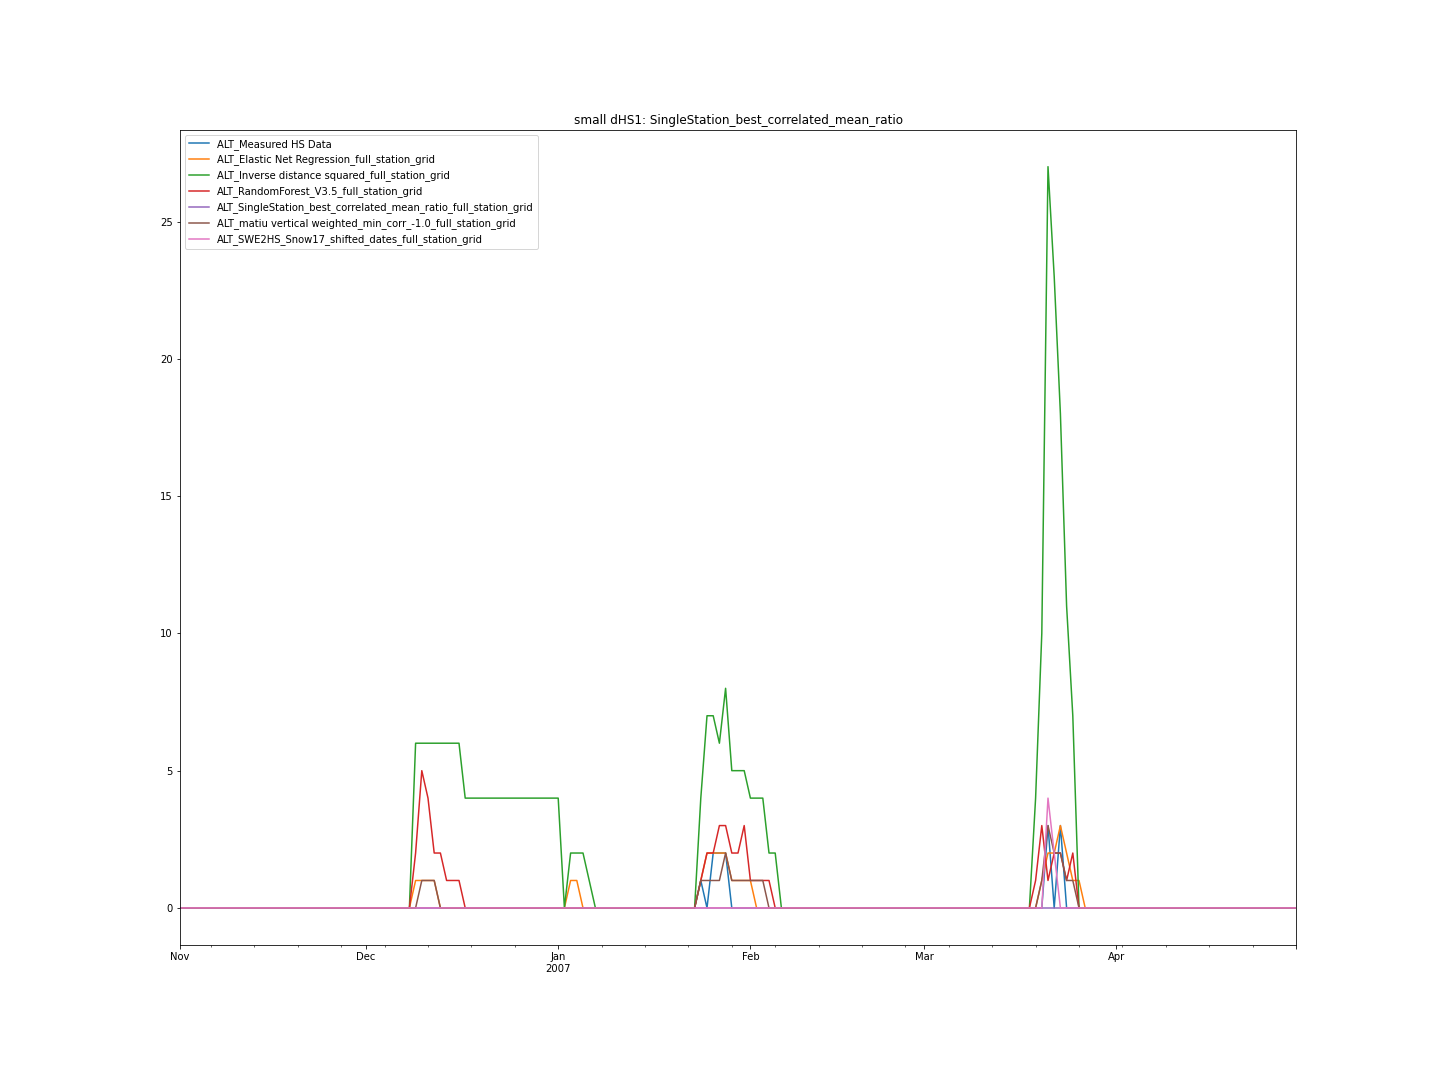 small dHS1: SingleStation_best_correlated_mean_ratio
ALT_Measured HS Data
ALT_Elastic Net Regression_full_station_grid
ALT_Inverse distance squared_full_station_grid
ALT_RandomForest_V3.5_full_station_grid
ALT_SingleStation_best_correlated_mean_ratio_full_station_grid
ALT_matiu vertical weighted_min_corr_-1.0_full_station_grid
ALT_SWE2HS_Snow17_shifted_dates_full_station_grid
25
20
15
10
5
0
Nov Dec Jan Feb Mar Apr
2007